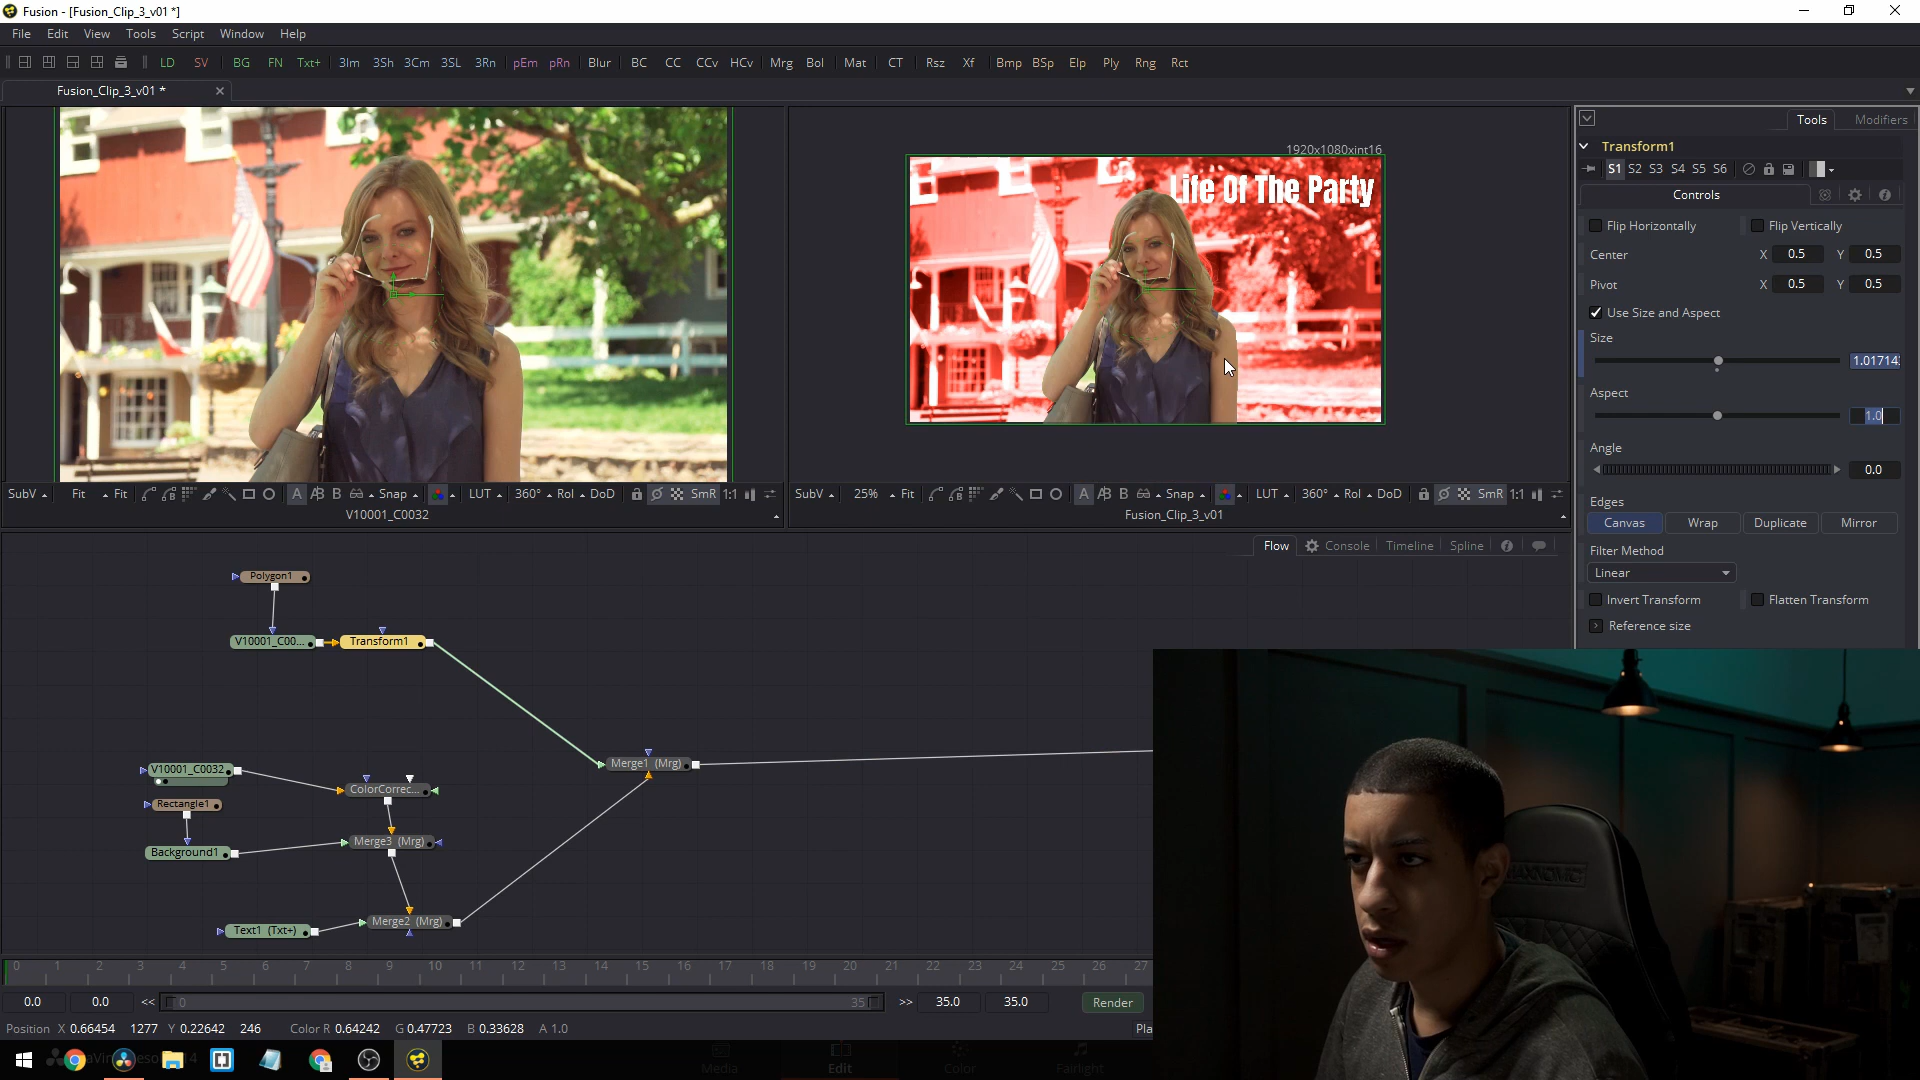 Fusion - [Fusion_Clip_3_v01 *]
File Edit View Tools Script Window Help
LD SV BG FN Txt+ 3Im 3Sh 3Cm 3SL 3Rn pEm pRn Blur BC CC CCv HCv Mrg Bol Mat CT Rsz Xf Bmp BSp Elp Ply Rng Rct
Fusion_Clip_3_v01 *
Tools Modifiers
Transform1
S1 S2 S3 S4 S5 S6
Controls
Flip Horizontally Flip Vertically
Center X 0.5 Y 0.5
Pivot X 0.5 Y 0.5
Use Size and Aspect
Size
1.01714
Aspect
1.0
Angle
0.0
Edges
Canvas Wrap Duplicate Mirror
Filter Method
Linear
Invert Transform Flatten Transform
Reference size
1920x1080xint16
Life Of The Party
SubV Fit Fit A B Snap LUT 360° RoI DoD SmR 1:1
V10001_C0032
SubV 25% Fit A B Snap LUT 360° RoI DoD SmR 1:1
Fusion_Clip_3_v01
Flow Console Timeline Spline
Polygon1
V10001_C00... Transform1
Merge1 (Mrg)
V10001_C0032
ColorCorrec...
Rectangle1
Merge3 (Mrg)
Background1
Merge2 (Mrg)
Text1 (Txt+)
0 1 2 3 4 5 6 7 8 9 10 11 12 13 14 15 16 17 18 19 20 21 22 23 24 25 26 27
0.0 0.0 << 0 35 >> 35.0 35.0 Render
Position X 0.66454 1277 Y 0.22642 246 Color R 0.64242 G 0.47723 B 0.33628 A 1.0 Pla
Media Edit Color Fairlight